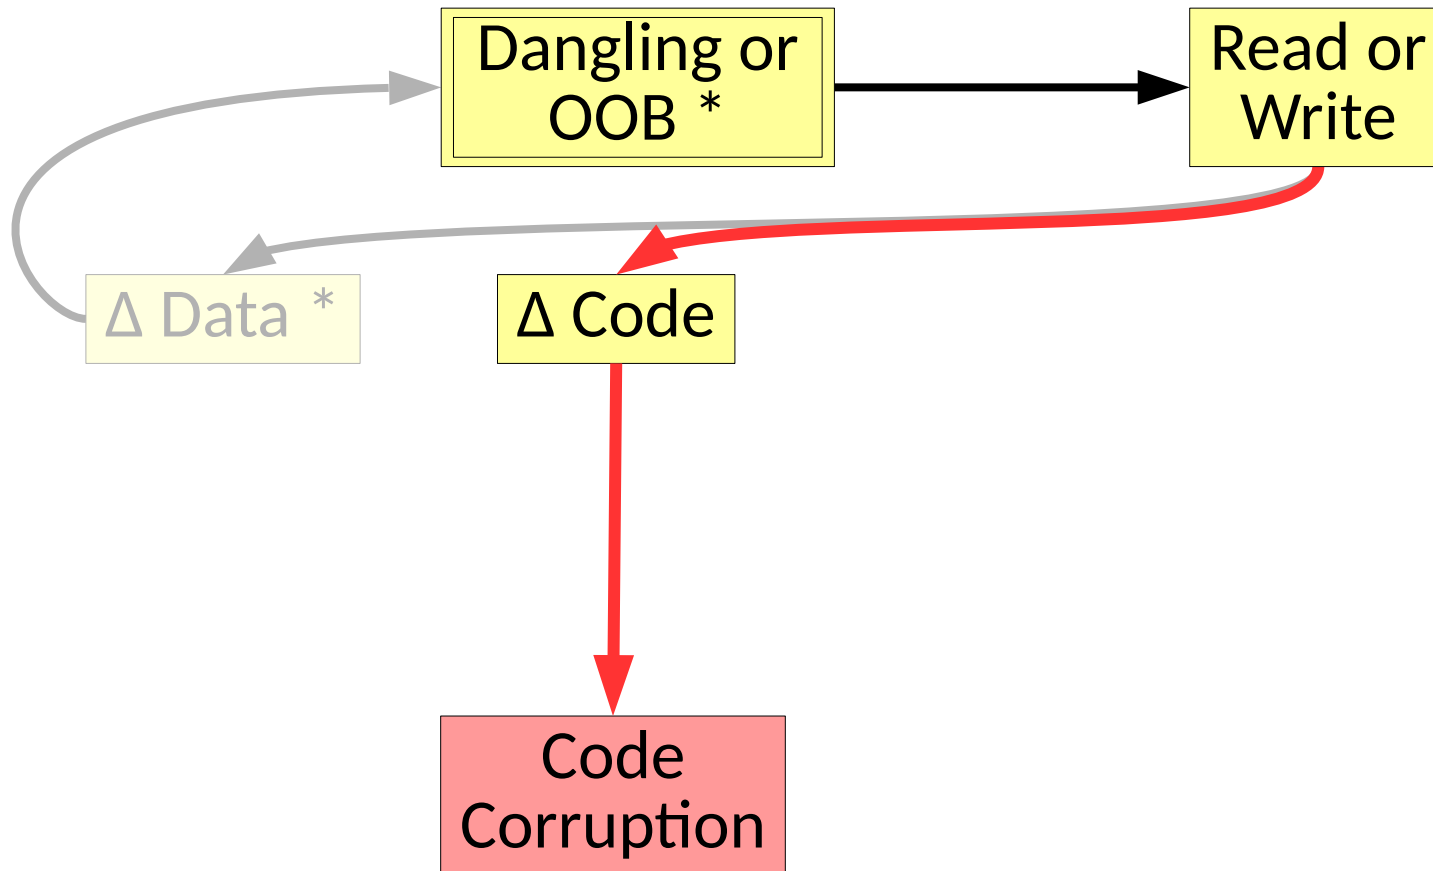 Dangling or
OOB *
Read or
Write
Δ Data *
Δ Code
Code
Corruption